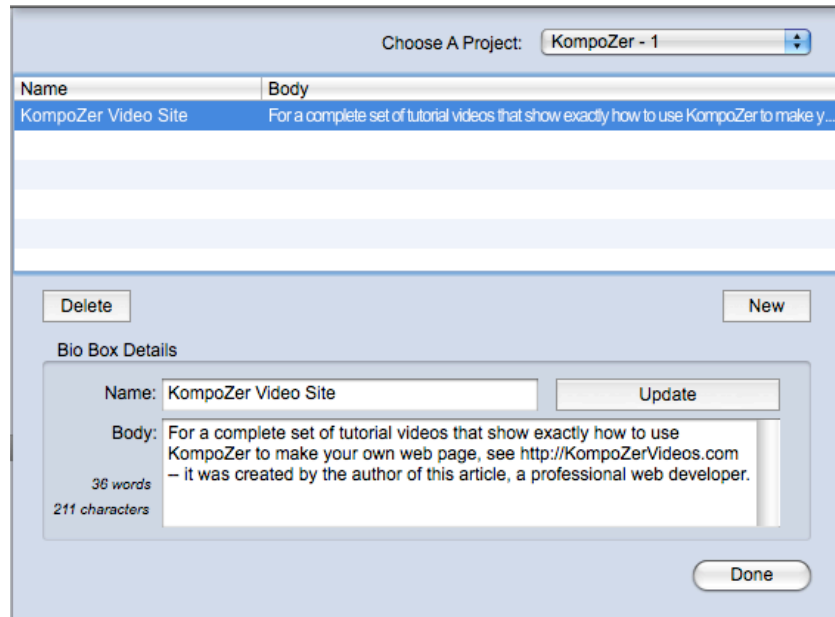 Choose A Project: KompoZer - 1
Name Body
KompoZer Video Site For a complete set of tutorial videos that show exactly how to use KompoZer to make y...
Delete New
Bio Box Details
Name: KompoZer Video Site Update
Body: For a complete set of tutorial videos that show exactly how to use
KompoZer to make your own web page, see http://KompoZerVideos.com
– it was created by the author of this article, a professional web developer.
36 words
211 characters
Done